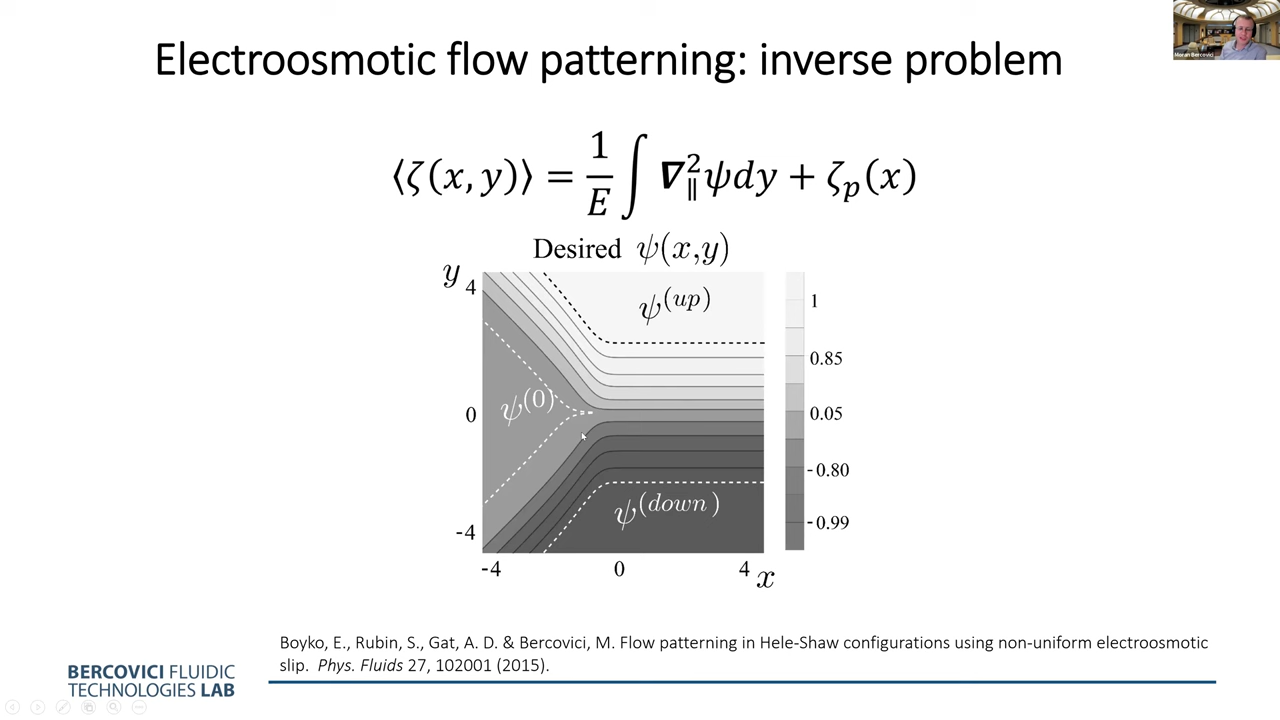 Electroosmotic flow patterning: inverse problem
Moran Bercovici
⟨ζ(x, y)⟩ = 1/E ∫ ∇²∥ψdy + ζp(x)
Desired ψ(x,y)
y
4
0
-4
-4 0 4 x
ψ(up)
ψ(0)
ψ(down)
1
0.85
0.05
-0.80
-0.99
Boyko, E., Rubin, S., Gat, A. D. & Bercovici, M. Flow patterning in Hele-Shaw configurations using non-uniform electroosmotic
slip. Phys. Fluids 27, 102001 (2015).
BERCOVICI FLUIDIC
TECHNOLOGIES LAB